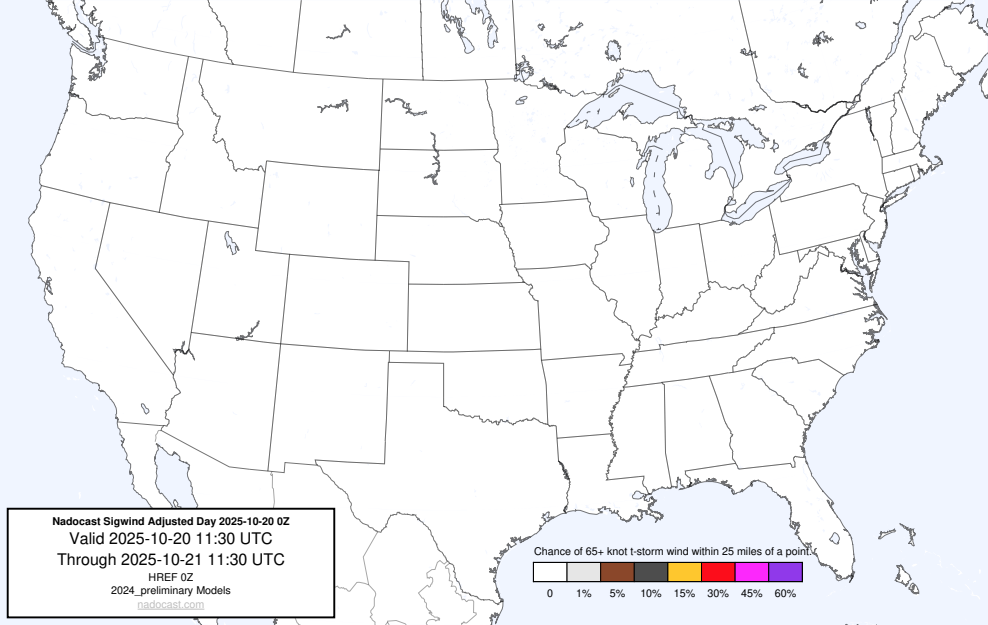 Nadocast Sigwind Adjusted Day 2025-10-20 0Z
Valid 2025-10-20 11:30 UTC
Through 2025-10-21 11:30 UTC
HREF 0Z
2024_preliminary Models
nadocast.com
Chance of 65+ knot t-storm wind within 25 miles of a point.
0 1% 5% 10% 15% 30% 45% 60%